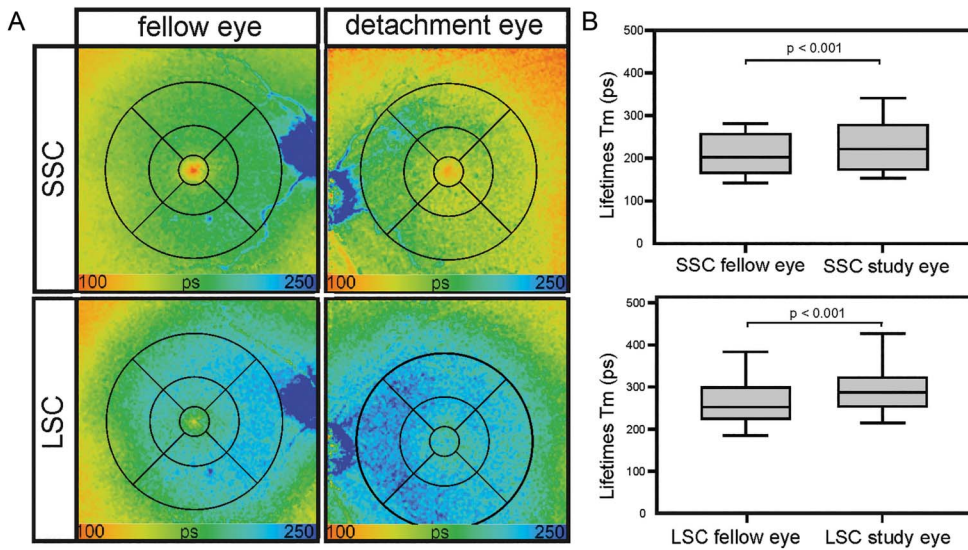 A
fellow eye
detachment eye
SSC
100 ps 250
100 ps 250
LSC
100 ps 250
100 ps 250
B
Lifetimes Tm (ps)
500
400
300
200
100
0
p < 0.001
SSC fellow eye
SSC study eye
Lifetimes Tm (ps)
500
400
300
200
100
0
p < 0.001
LSC fellow eye
LSC study eye